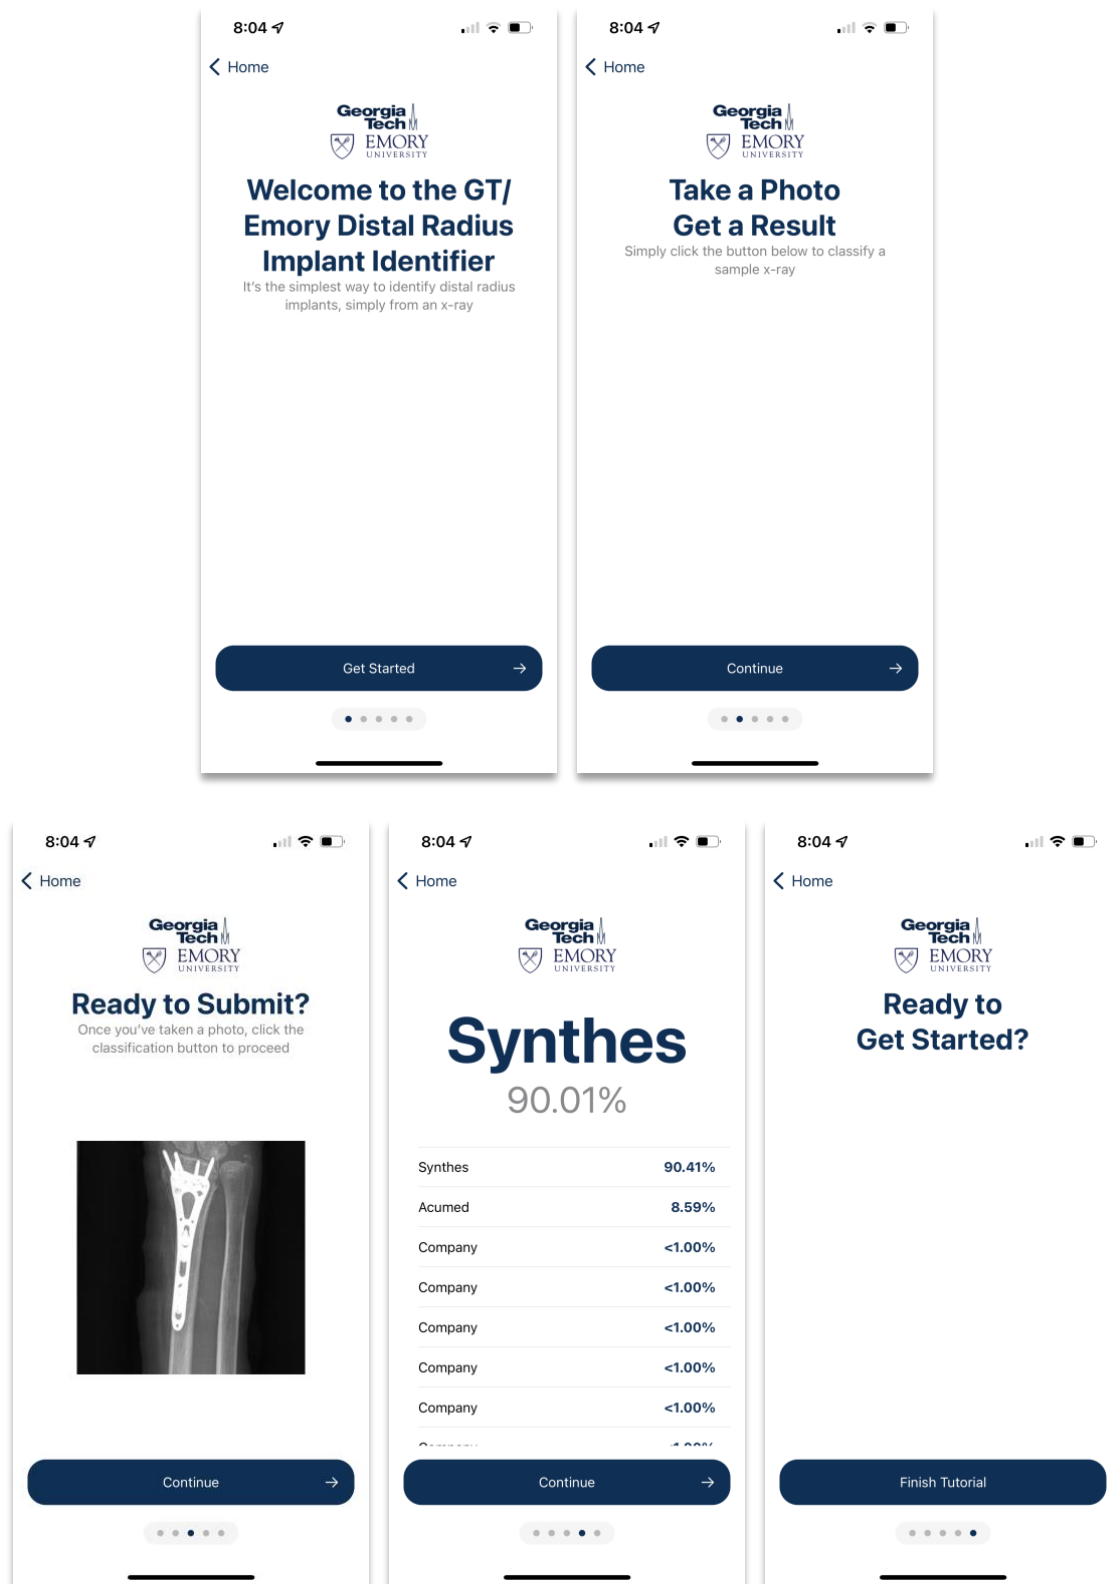 8:04
Home
Georgia
Tech
EMORY
UNIVERSITY
Welcome to the GT/
Emory Distal Radius
Implant Identifier
It's the simplest way to identify distal radius
implants, simply from an x-ray
Get Started
8:04
Home
Georgia
Tech
EMORY
UNIVERSITY
Take a Photo
Get a Result
Simply click the button below to classify a
sample x-ray
Continue
8:04
Home
Georgia
Tech
EMORY
UNIVERSITY
Ready to Submit?
Once you've taken a photo, click the
classification button to proceed
Continue
8:04
Home
Georgia
Tech
EMORY
UNIVERSITY
Synthes
90.01%
Synthes 90.41%
Acumed 8.59%
Company <1.00%
Company <1.00%
Company <1.00%
Company <1.00%
Company <1.00%
Continue
8:04
Home
Georgia
Tech
EMORY
UNIVERSITY
Ready to
Get Started?
Finish Tutorial